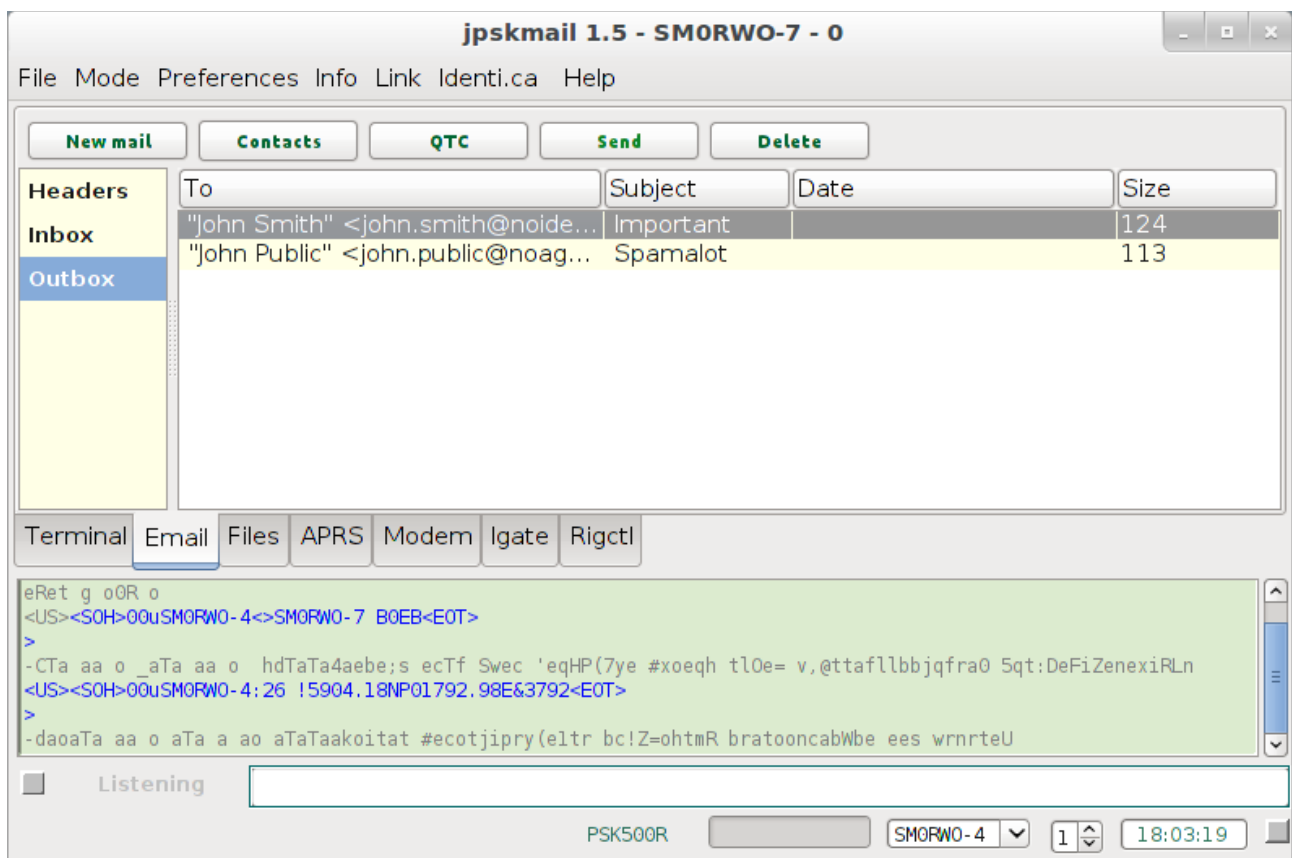 jpskmail 1.5 - SM0RWO-7 - 0
File Mode Preferences Info Link Identi.ca Help
New mail Contacts QTC Send Delete
Headers To Subject Date Size
"John Smith" <john.smith@noide... Important 124
Inbox
"John Public" <john.public@noag... Spamalot 113
Outbox
Terminal Email Files APRS Modem Igate Rigctl
eRet g o0R o
<US><SOH>00uSM0RWO-4<>SM0RWO-7 B0EB<EOT>
>
-CTa aa o _aTa aa o  hdTaTa4aebe;s ecTf Swec 'eqHP(7ye #xoeqh tlOe= v,@ttafllbbjqfra0 5qt:DeFiZenexiRLn
<US><SOH>00uSM0RWO-4:26 !5904.18NP01792.98E&3792<EOT>
>
-daoaTa aa o aTa a ao aTaTaakoitat #ecotjipry(eltr bc!Z=ohtmR bratooncabWbe ees wrnrteU
Listening
PSK500R SM0RWO-4 1 18:03:19